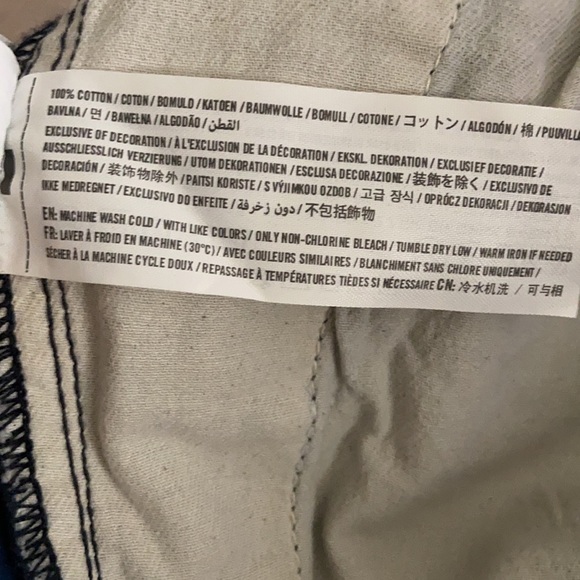 100% COTTON / COTON / BOMULD / KATOEN / BAUMWOLLE / BOMULL / COTONE / コットン / ALGODÓN / 棉 / PUUVILLA
BAVLNA / 면 / BAWEŁNA / ALGODÃO / القطن
EXCLUSIVE OF DECORATION / À L'EXCLUSION DE LA DÉCORATION / EKSKL. DEKORATION / EXCLUSIEF DECORATIE /
AUSSCHLIESSLICH VERZIERUNG / UTOM DEKORATIONEN / ESCLUSA DECORAZIONE / 装飾を除く / EXCLUSIVO DE
DECORACIÓN / 装饰物除外 / PAITSI KORISTE / S VÝJIMKOU OZDOB / 고급 장식 / OPRÓCZ DEKORACJI / DEKORASJON
IKKE MEDREGNET / EXCLUSIVO DO ENFEITE / دون زخرفة / 不包括飾物
EN: MACHINE WASH COLD / WITH LIKE COLORS / ONLY NON-CHLORINE BLEACH / TUMBLE DRY LOW / WARM IRON IF NEEDED
FR: LAVER À FROID EN MACHINE (30°C) / AVEC COULEURS SIMILAIRES / BLANCHIMENT SANS CHLORE UNIQUEMENT /
SÉCHER À LA MACHINE CYCLE DOUX / REPASSAGE À TEMPÉRATURES TIÈDES SI NÉCESSAIRE CN: 冷水机洗 / 可与相